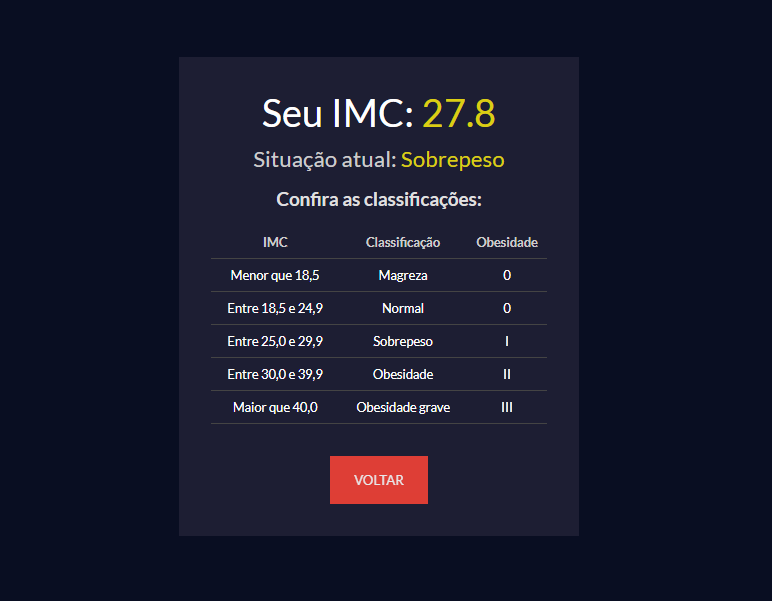 Seu IMC: 27.8
Situação atual: Sobrepeso
Confira as classificações:
IMC Classificação Obesidade
Menor que 18,5 Magreza 0
Entre 18,5 e 24,9 Normal 0
Entre 25,0 e 29,9 Sobrepeso I
Entre 30,0 e 39,9 Obesidade II
Maior que 40,0 Obesidade grave III
VOLTAR